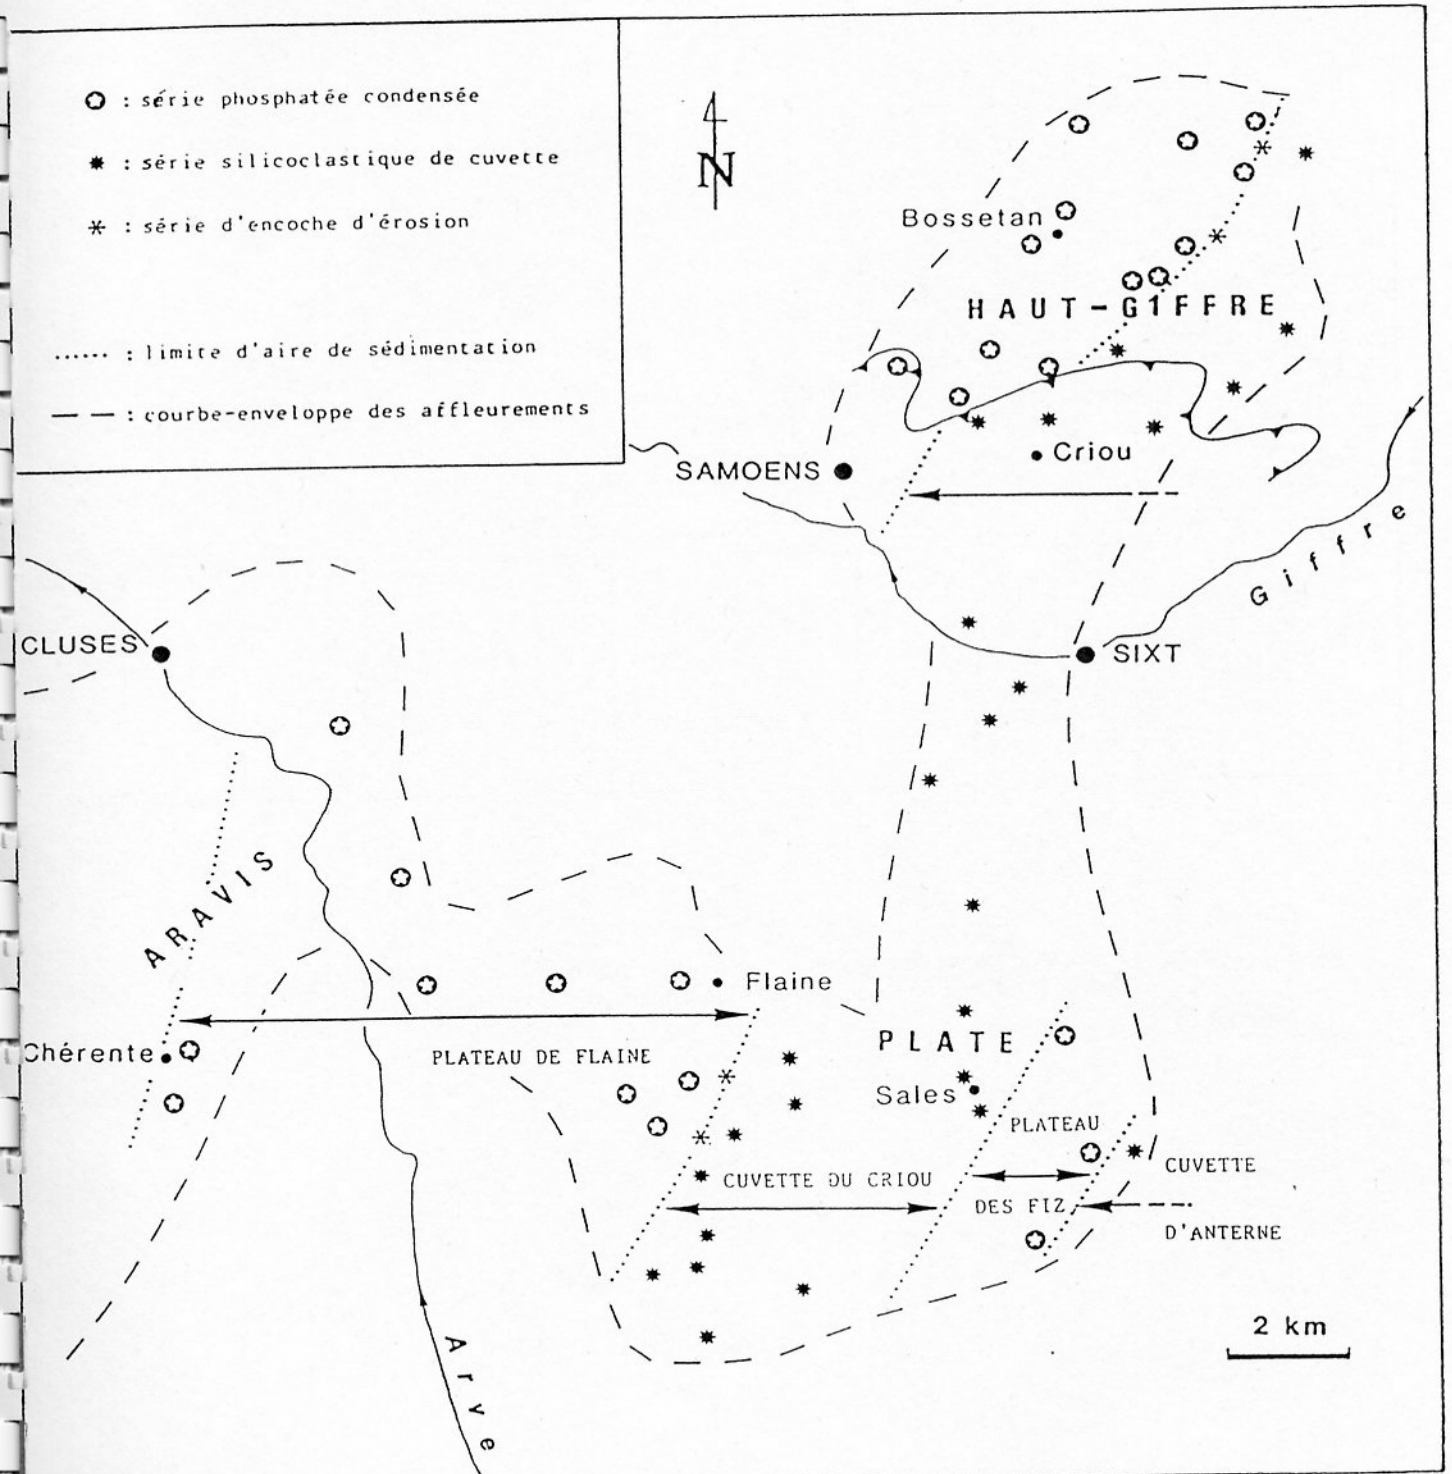 : série phosphatée condensée
: série silicoclastique de cuvette
: série d'encoche d'érosion
...... : limite d'aire de sédimentation
— — : courbe-enveloppe des affleurements
N
Bossetan
HAUT-G1FFRE
SAMOENS
Criou
Giffre
CLUSES
SIXT
ARAVIS
Flaine
Chérente
PLATEAU DE FLAINE
PLATE
Sales
PLATEAU
DES FIZ
CUVETTE DU CRIOU
CUVETTE
D'ANTERNE
2 km
Arve